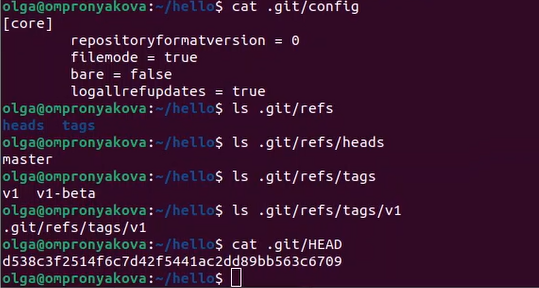 olga@ompronyakova:~/hello$ cat .git/config
[core]
        repositoryformatversion = 0
        filemode = true
        bare = false
        logallrefupdates = true
olga@ompronyakova:~/hello$ ls .git/refs
heads  tags
olga@ompronyakova:~/hello$ ls .git/refs/heads
master
olga@ompronyakova:~/hello$ ls .git/refs/tags
v1  v1-beta
olga@ompronyakova:~/hello$ ls .git/refs/tags/v1
.git/refs/tags/v1
olga@ompronyakova:~/hello$ cat .git/HEAD
d538c3f2514f6c7d42f5441ac2dd89bb563c6709
olga@ompronyakova:~/hello$